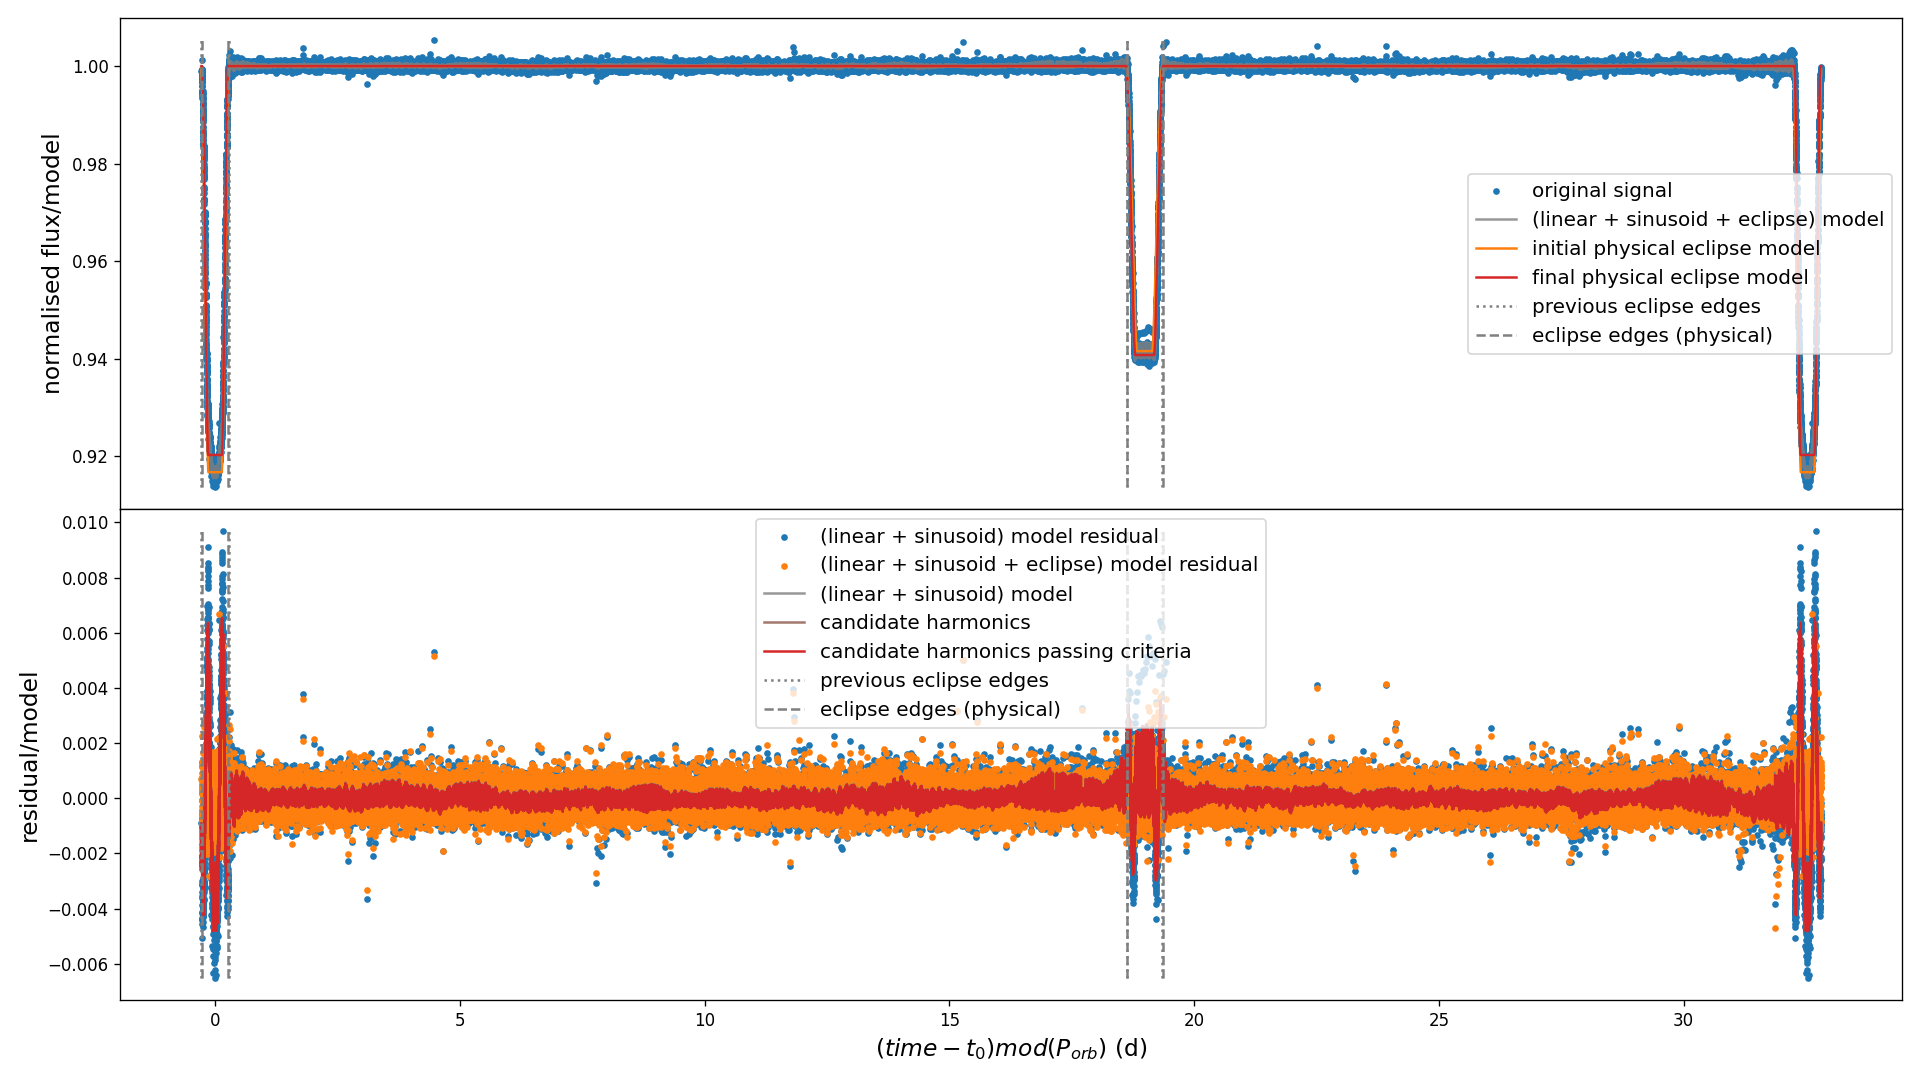 normalised flux/model
1.00
0.98
0.96
0.94
0.92
original signal
(linear + sinusoid + eclipse) model
initial physical eclipse model
final physical eclipse model
previous eclipse edges
eclipse edges (physical)
residual/model
0.010
0.008
0.006
0.004
0.002
0.000
−0.002
−0.004
−0.006
(linear + sinusoid) model residual
(linear + sinusoid + eclipse) model residual
(linear + sinusoid) model
candidate harmonics
candidate harmonics passing criteria
previous eclipse edges
eclipse edges (physical)
0 5 10 15 20 25 30
(time − t₀)mod(Pₒᵣb) (d)